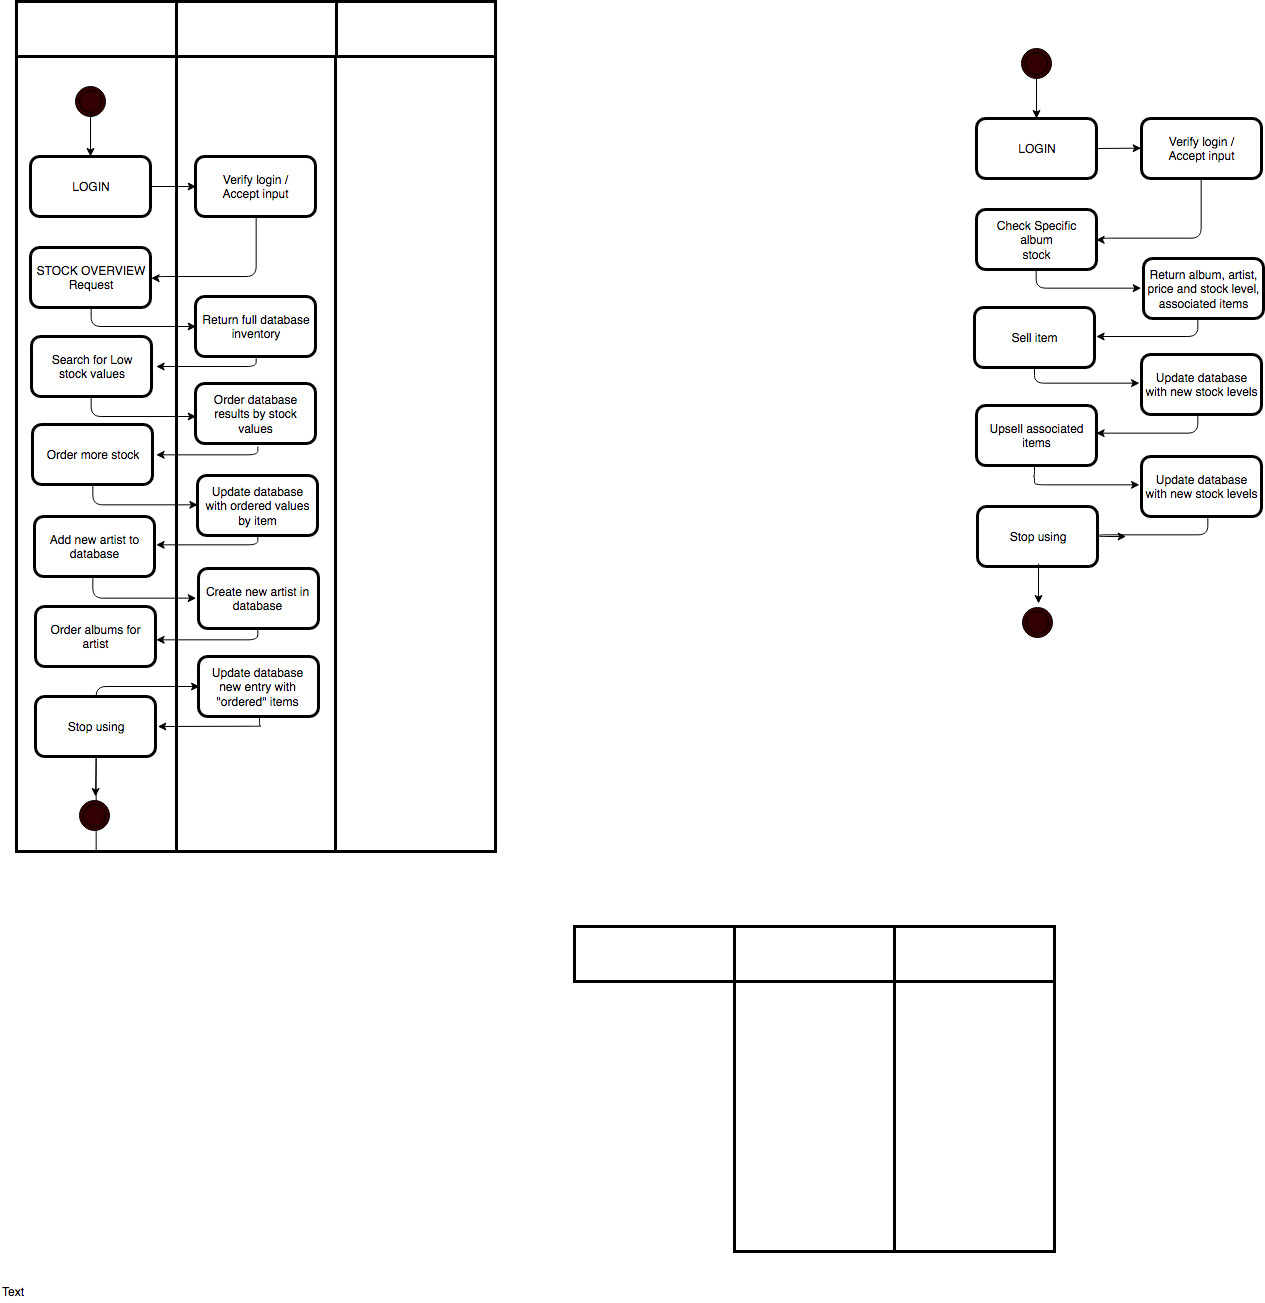 LOGIN
Verify login /
Accept input
STOCK OVERVIEW
Request
Return full database
inventory
Search for Low
stock values
Order database
results by stock
values
Order more stock
Update database
with ordered values
by item
Add new artist to
database
Create new artist in
database
Order albums for
artist
Update database
new entry with
"ordered" items
Stop using
LOGIN
Verify login /
Accept input
Check Specific
album
stock
Return album, artist,
price and stock level,
associated items
Sell item
Update database
with new stock levels
Upsell associated
items
Update database
with new stock levels
Stop using
Text